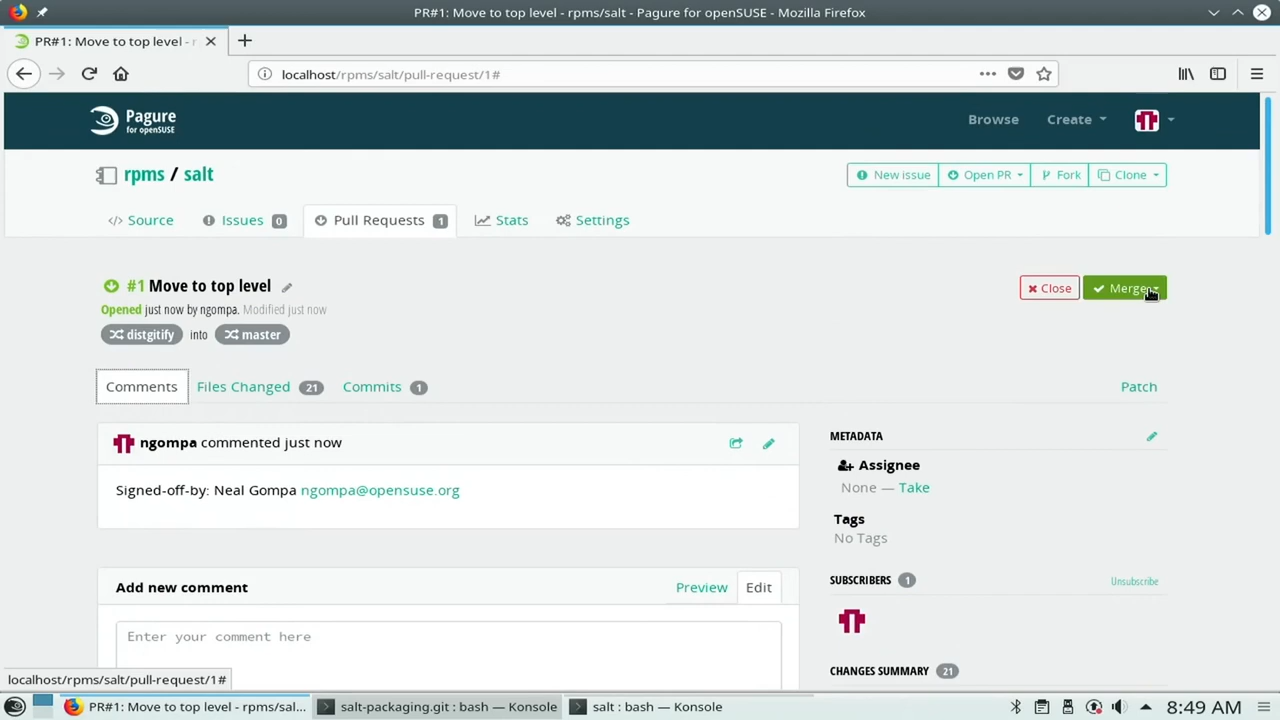 PR#1: Move to top level - rpms/salt - Pagure for openSUSE - Mozilla Firefox
PR#1: Move to top level - r
localhost/rpms/salt/pull-request/1#
Pagure
for openSUSE
Browse
Create
rpms / salt
New issue
Open PR
Fork
Clone
Source
Issues 0
Pull Requests 1
Stats
Settings
#1 Move to top level
Close
Merge
Opened just now by ngompa. Modified just now
distgitify into master
Comments
Files Changed 21
Commits 1
Patch
ngompa commented just now
Signed-off-by: Neal Gompa ngompa@opensuse.org
METADATA
Assignee
None — Take
Tags
No Tags
SUBSCRIBERS 1
Unsubscribe
CHANGES SUMMARY 21
Add new comment
Preview
Edit
Enter your comment here
localhost/rpms/salt/pull-request/1#
PR#1: Move to top level - rpms/sal...
salt-packaging.git : bash — Konsole
salt : bash — Konsole
8:49 AM